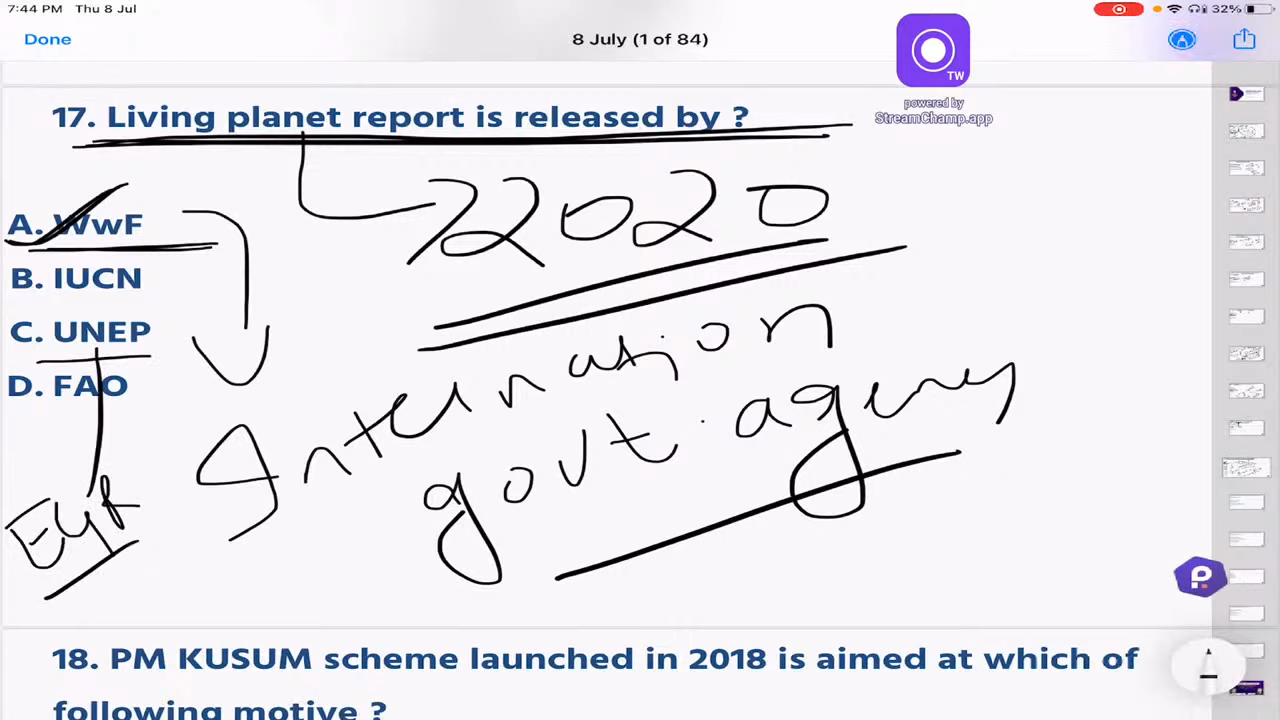 7:44 PM Thu 8 Jul
32%
Done
8 July (1 of 84)
TW
powered by
StreamChamp.app
17. Living planet report is released by ?
2020
A. WwF
B. IUCN
C. UNEP
D. FAO
Internation
govt. agency
P
18. PM KUSUM scheme launched in 2018 is aimed at which of
following motive ?